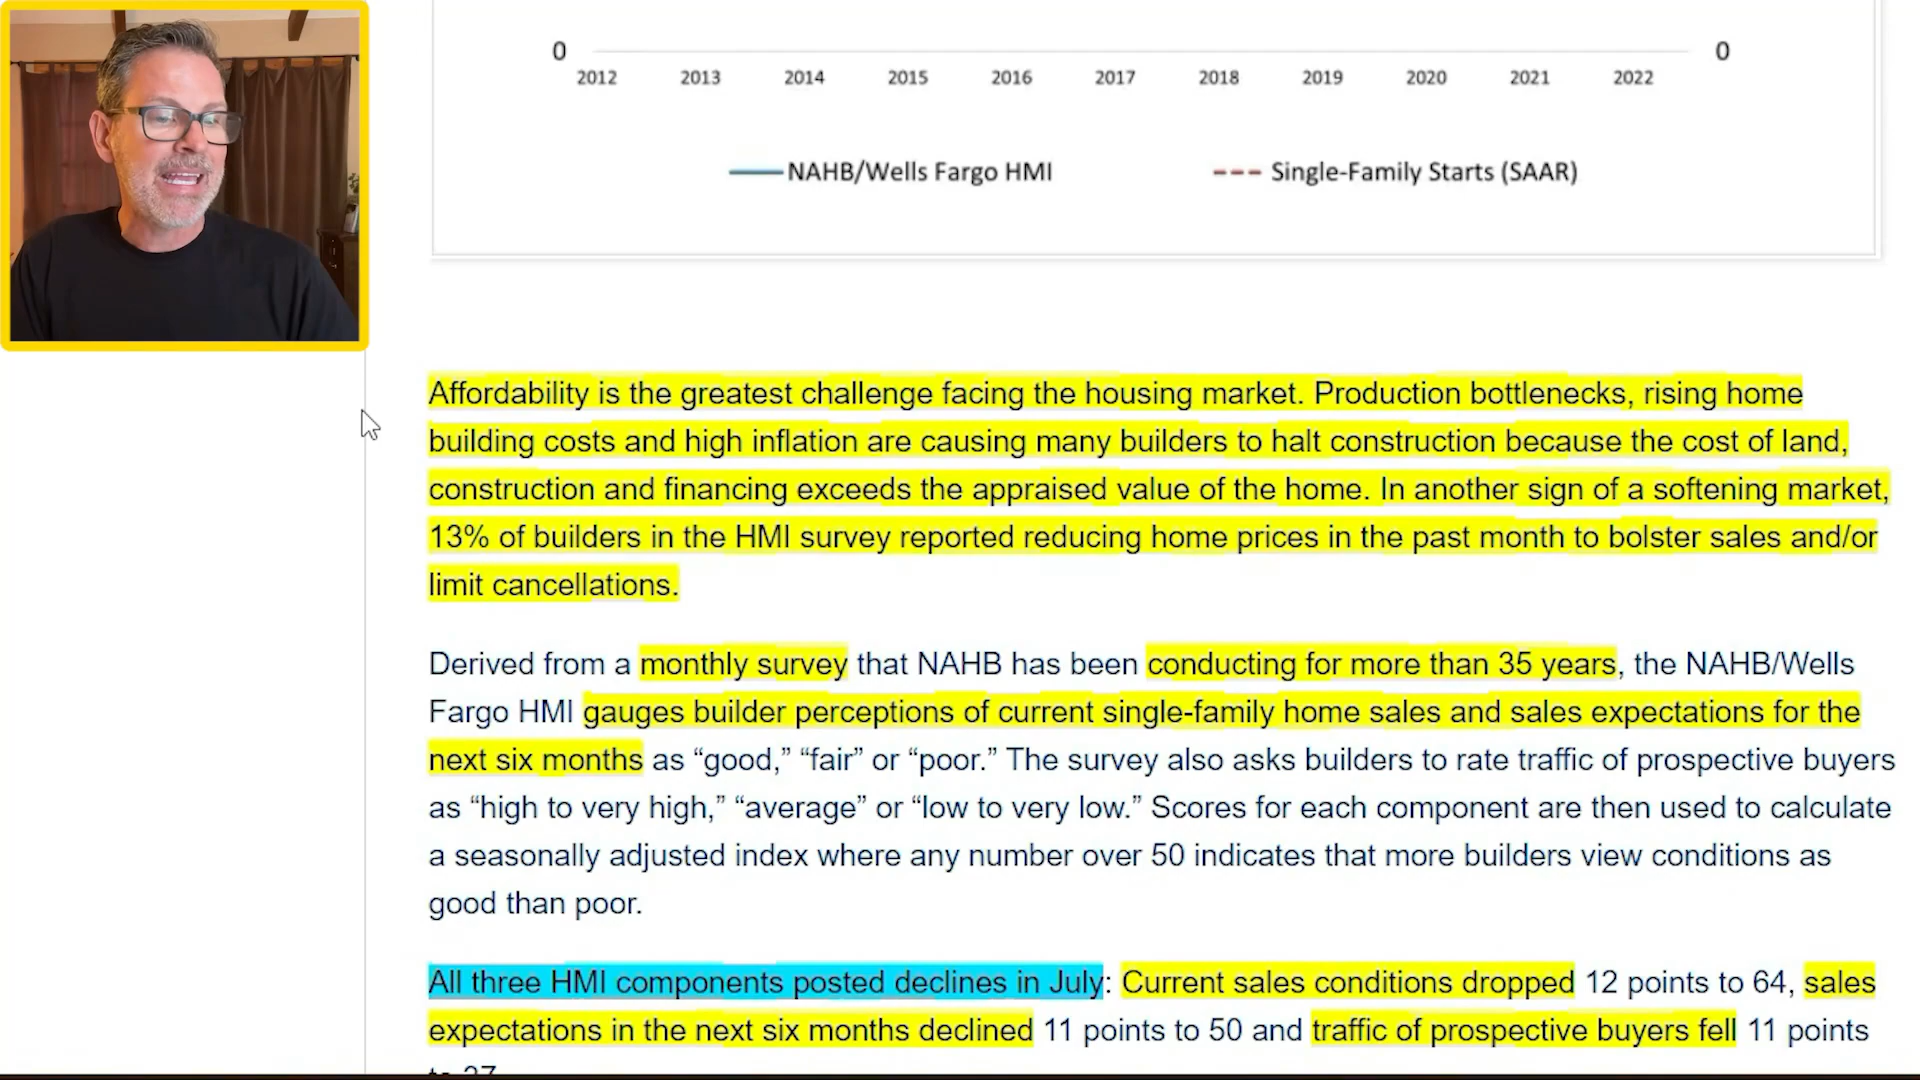 0 0
2012 2013 2014 2015 2016 2017 2018 2019 2020 2021 2022
NAHB/Wells Fargo HMI Single-Family Starts (SAAR)
Affordability is the greatest challenge facing the housing market. Production bottlenecks, rising home
building costs and high inflation are causing many builders to halt construction because the cost of land,
construction and financing exceeds the appraised value of the home. In another sign of a softening market,
13% of builders in the HMI survey reported reducing home prices in the past month to bolster sales and/or
limit cancellations.
Derived from a monthly survey that NAHB has been conducting for more than 35 years, the NAHB/Wells
Fargo HMI gauges builder perceptions of current single-family home sales and sales expectations for the
next six months as “good,” “fair” or “poor.” The survey also asks builders to rate traffic of prospective buyers
as “high to very high,” “average” or “low to very low.” Scores for each component are then used to calculate
a seasonally adjusted index where any number over 50 indicates that more builders view conditions as
good than poor.
All three HMI components posted declines in July: Current sales conditions dropped 12 points to 64, sales
expectations in the next six months declined 11 points to 50 and traffic of prospective buyers fell 11 points